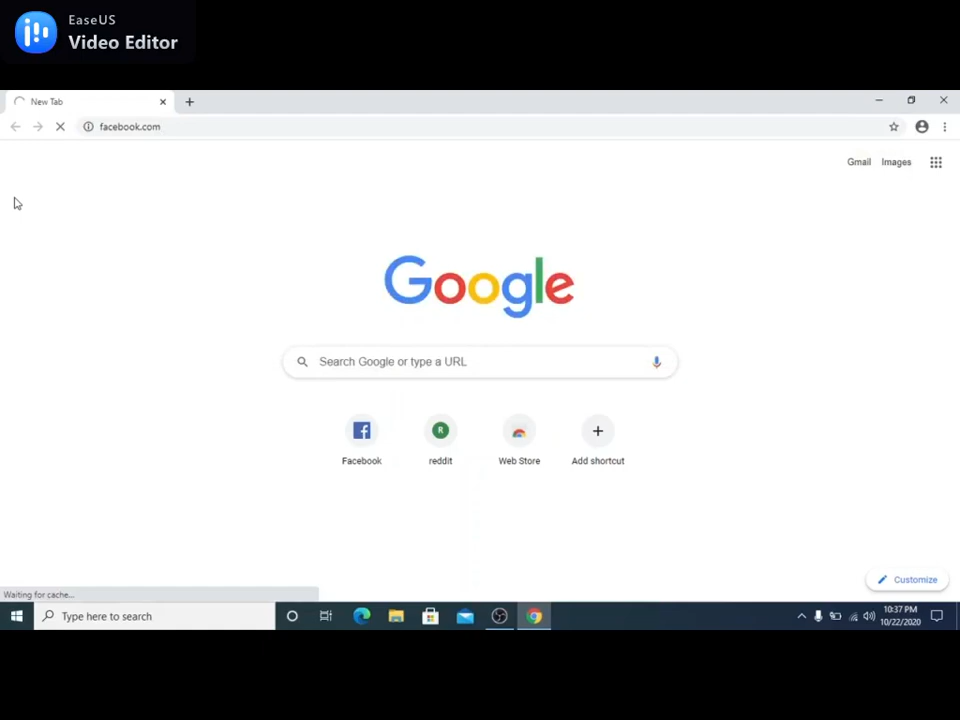 EaseUS
Video Editor
New Tab
facebook.com
Gmail Images
Google
Search Google or type a URL
R
Facebook reddit Web Store Add shortcut
Customize
Waiting for cache...
Type here to search
10:37 PM
10/22/2020